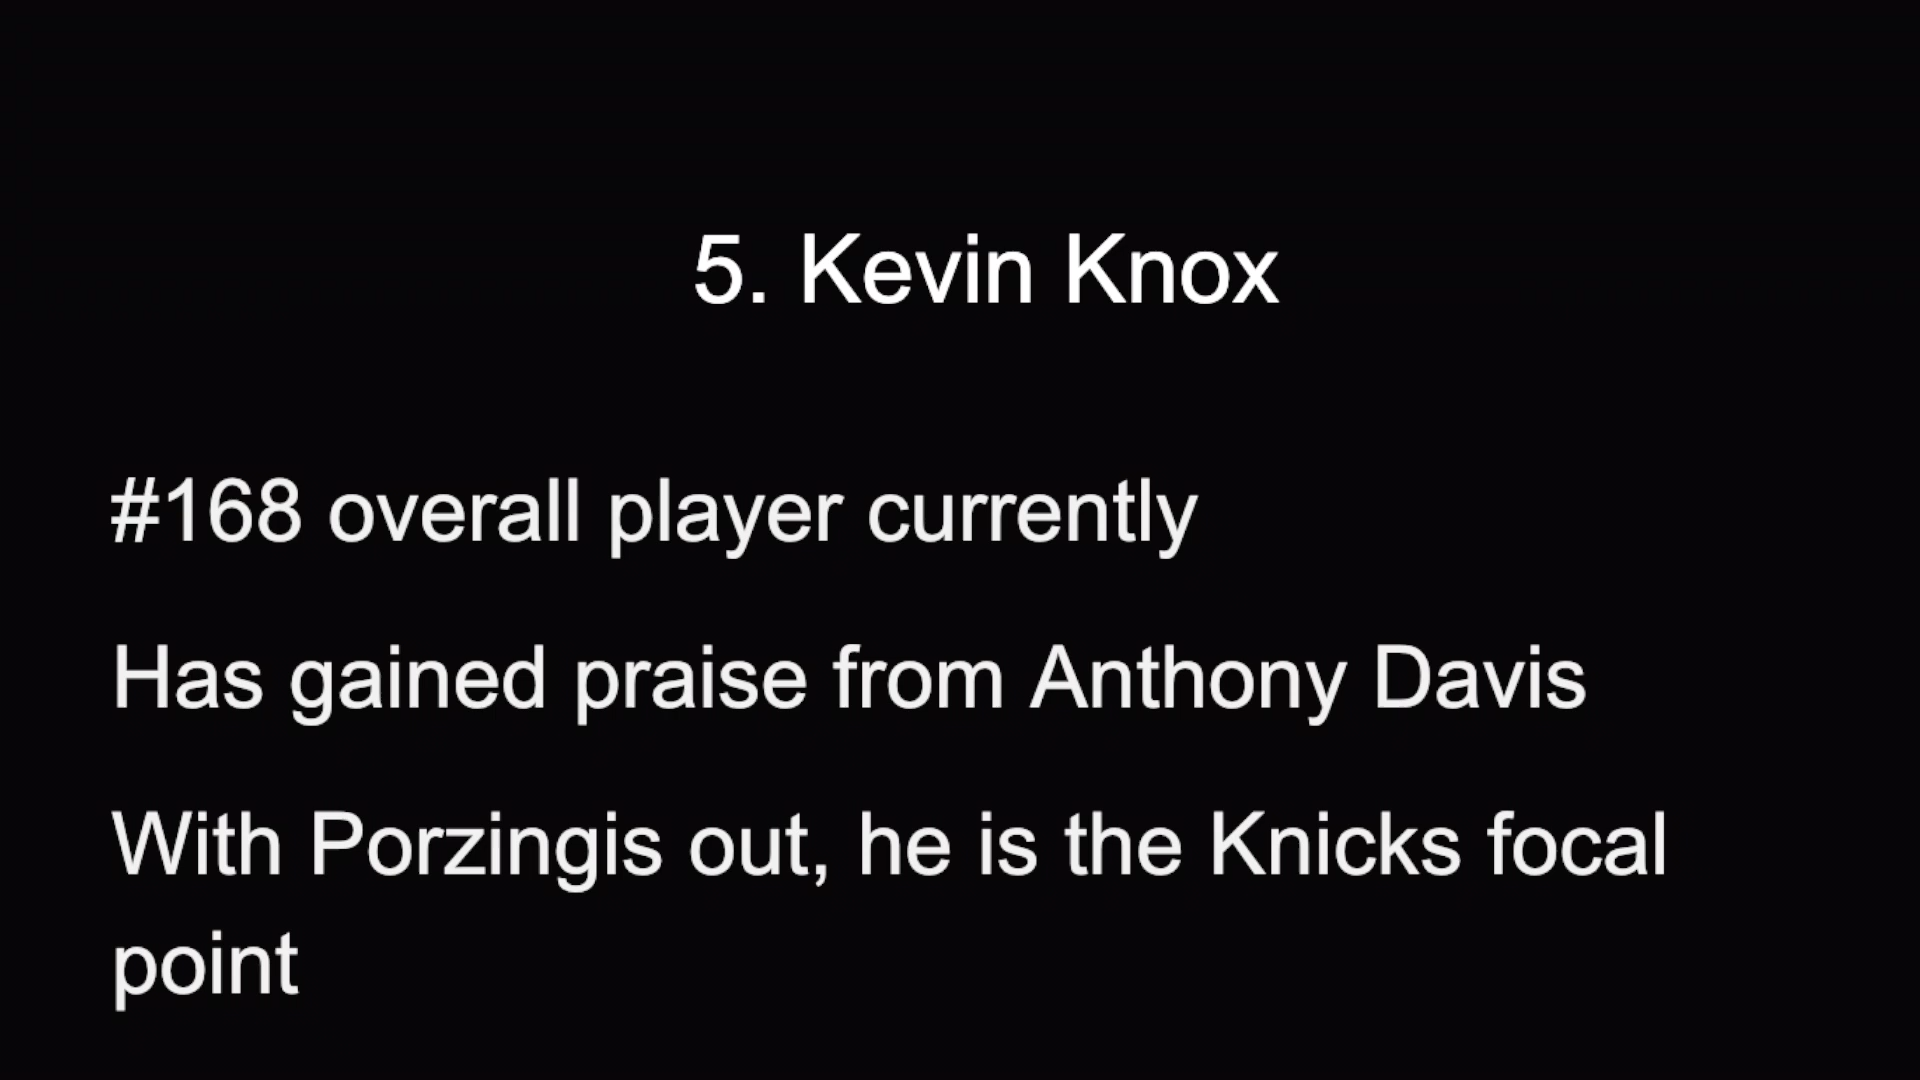 5. Kevin Knox
#168 overall player currently
Has gained praise from Anthony Davis
With Porzingis out, he is the Knicks focal
point